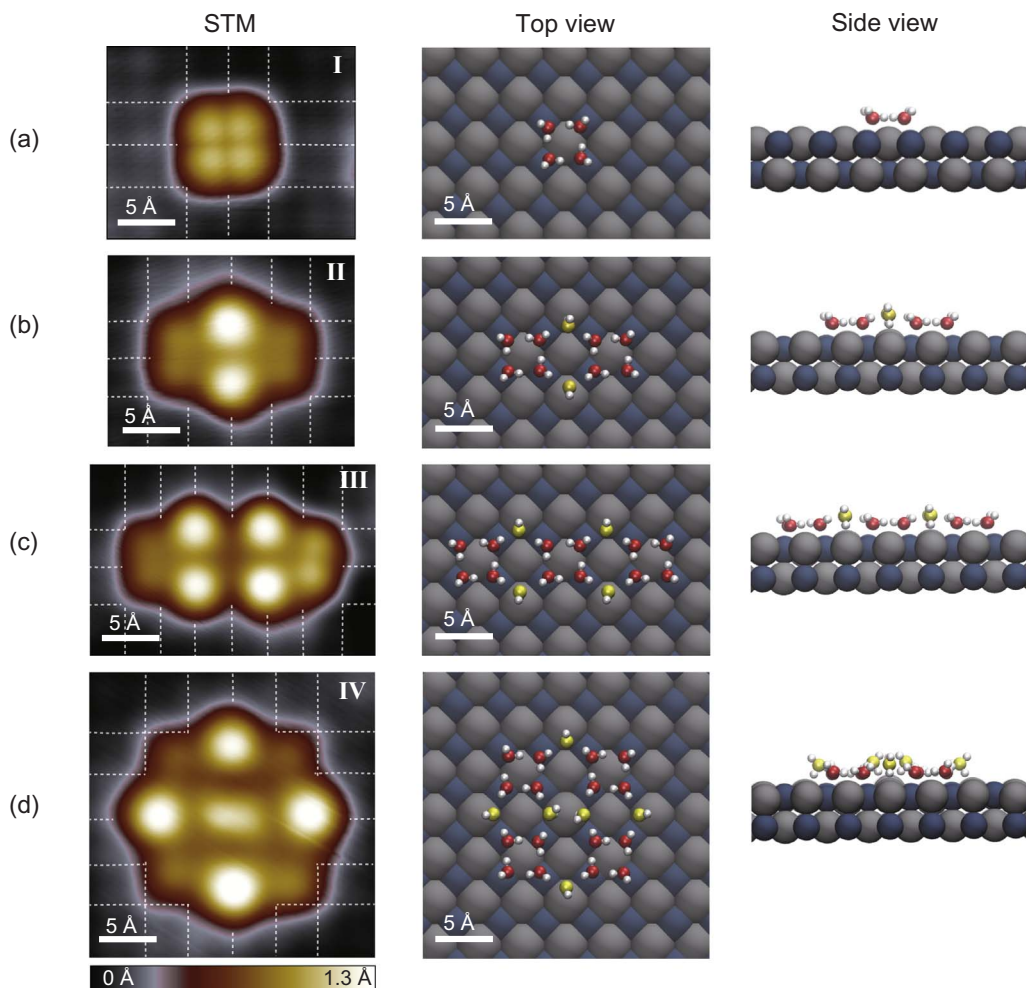 STM
Top view
Side view
(a)
I
5 Å
5 Å
(b)
II
5 Å
5 Å
(c)
III
5 Å
5 Å
(d)
IV
5 Å
5 Å
0 Å
1.3 Å